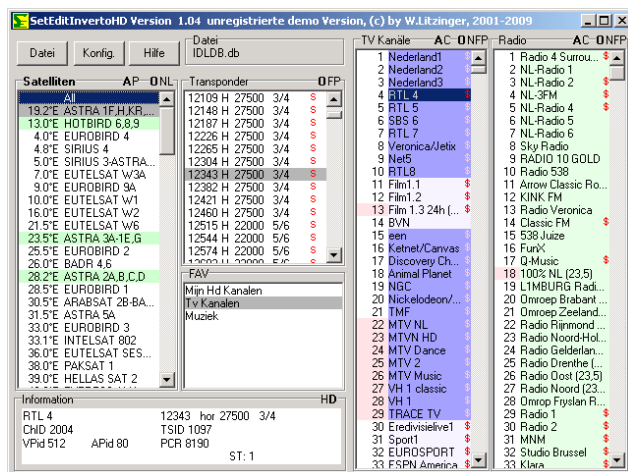 SetEditInvertoHD Version 1.04 unregistrierte demo Version, (c) by W.Litzinger, 2001-2009
Datei
Konfig.
Hilfe
Datei
IDLDB.db
Satelliten A P O N L
All
19.2°E ASTRA 1F,H,KR,...
13.0°E HOTBIRD 6,8,9
4.0°E EUROBIRD 4
4.8°E SIRIUS 4
5.0°E SIRIUS 3-ASTRA...
7.0°E EUTELSAT W3A
9.0°E EUROBIRD 9A
10.0°E EUTELSAT W1
16.0°E EUTELSAT W2
21.5°E EUTELSAT W6
23.5°E ASTRA 3A-1E,G
25.5°E EUROBIRD 2
26.0°E BADR 4,6
28.2°E ASTRA 2A,B,C,D
28.5°E EUROBIRD 1
30.5°E ARABSAT 2B-BA...
31.5°E ASTRA 5A
33.0°E EUROBIRD 3
33.1°E INTELSAT 802
36.0°E EUTELSAT SES...
38.0°E PAKSAT 1
39.0°E HELLAS SAT 2
Transponder O F P
12109 H 27500 3/4 S
12148 H 27500 3/4 S
12187 H 27500 3/4 S
12226 H 27500 3/4 S
12265 H 27500 3/4 S
12304 H 27500 3/4 S
12343 H 27500 3/4 S
12382 H 27500 3/4 S
12421 H 27500 3/4 S
12460 H 27500 3/4 S
12515 H 22000 5/6 S
12544 H 22000 5/6 S
12574 H 22000 5/6 S
FAV
Mijn Hd Kanalen
Tv Kanalen
Muziek
Information HD
RTL 4 12343 hor 27500 3/4
ChID 2004 TSID 1097
VPid 512 APid 80 PCR 8190
ST: 1
TV Kanäle A C O N F P
1 Nederland1 $
2 Nederland2 $
3 Nederland3 $
4 RTL 4 $
5 RTL 5 $
6 SBS 6 $
7 RTL 7 $
8 Veronica/Jetix $
9 Net5 $
10 RTL8 $
11 Film1.1 $
12 Film1.2 $
13 Film 1.3 24h (... $
14 BVN
15 een $
16 Ketnet/Canvas $
17 Discovery Ch... $
18 Animal Planet $
19 NGC $
20 Nickelodeon/... $
21 TMF $
22 MTV NL $
23 MTVN HD $
24 MTV Dance $
25 MTV 2 $
26 MTV Music $
27 VH 1 classic $
28 VH 1 $
29 TRACE TV $
30 Eredivisielive1 $
31 Sport1 $
32 EUROSPORT $
33 ESPN America $
Radio A C O N F P
1 Radio 4 Surrou... $
2 NL-Radio 1
3 NL-Radio 2 $
4 NL-3FM $
5 NL-Radio 4 $
6 NL-Radio 5
7 NL-Radio 6
8 Sky Radio
9 RADIO 10 GOLD
10 Radio 538
11 Arrow Classic Ro...
12 KINK FM
13 Radio Veronica
14 Classic FM $
15 538 Juize
16 FunX
17 Q-Music $
18 100% NL (23,5)
19 L1MBURG Radi...
20 Omroep Brabant ...
21 Omroep Zeeland...
22 Radio Rijnmond ...
23 Radio Noord-Hol...
24 Radio Gelderlan...
25 Radio Drenthe (...
26 Radio Oost (23,5)
27 Radio Noord (23...
28 Omrop Fryslan R...
29 Radio 1 $
30 Radio 2 $
31 MNM $
32 Studio Brussel $
33 Klara $